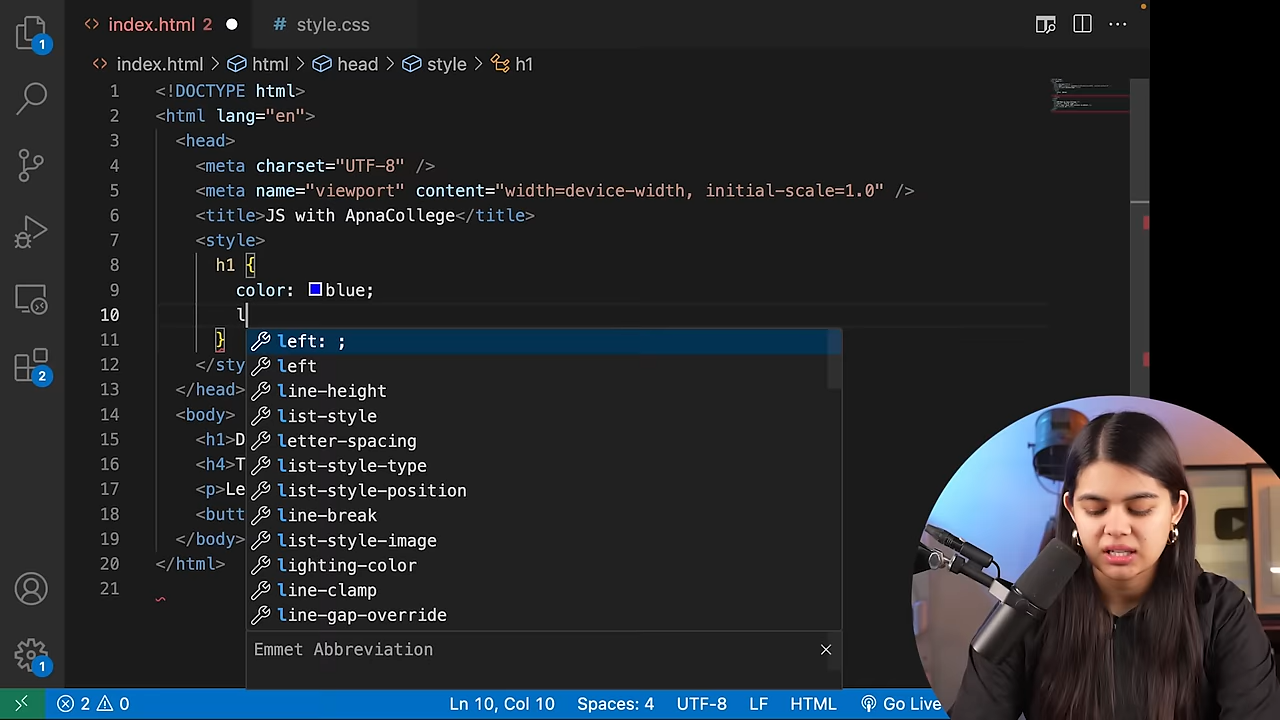 index.html 2
# style.css
index.html > html > head > style > h1
1 <!DOCTYPE html>
2 <html lang="en">
3 <head>
4 <meta charset="UTF-8" />
5 <meta name="viewport" content="width=device-width, initial-scale=1.0" />
6 <title>JS with ApnaCollege</title>
7 <style>
8 h1 {
9 color: blue;
10 l
11 }
12 </sty
13 </head>
14 <body>
15 <h1>D
16 <h4>T
17 <p>Le
18 <butt
19 </body>
20 </html>
21
left: ;
left
line-height
list-style
letter-spacing
list-style-type
list-style-position
line-break
list-style-image
lighting-color
line-clamp
line-gap-override
Emmet Abbreviation
1
2
1
2 0
Ln 10, Col 10
Spaces: 4
UTF-8
LF
HTML
Go Live